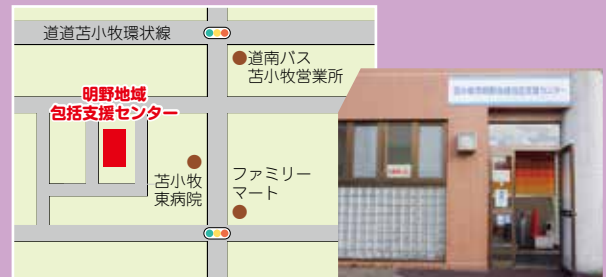 道道苫小牧環状線
道南バス
苫小牧営業所
明野地域
包括支援センター
苫小牧
東病院
ファミリー
マート